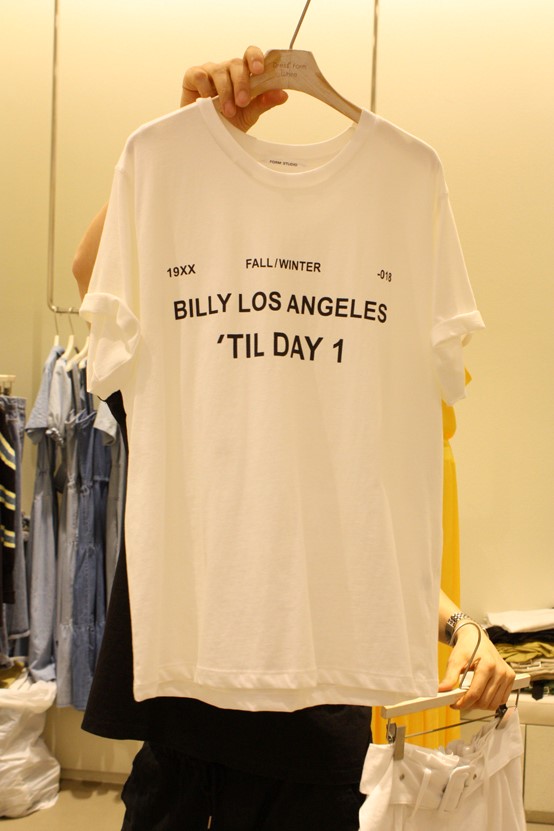 19XX FALL/WINTER -018
BILLY LOS ANGELES
'TIL DAY 1